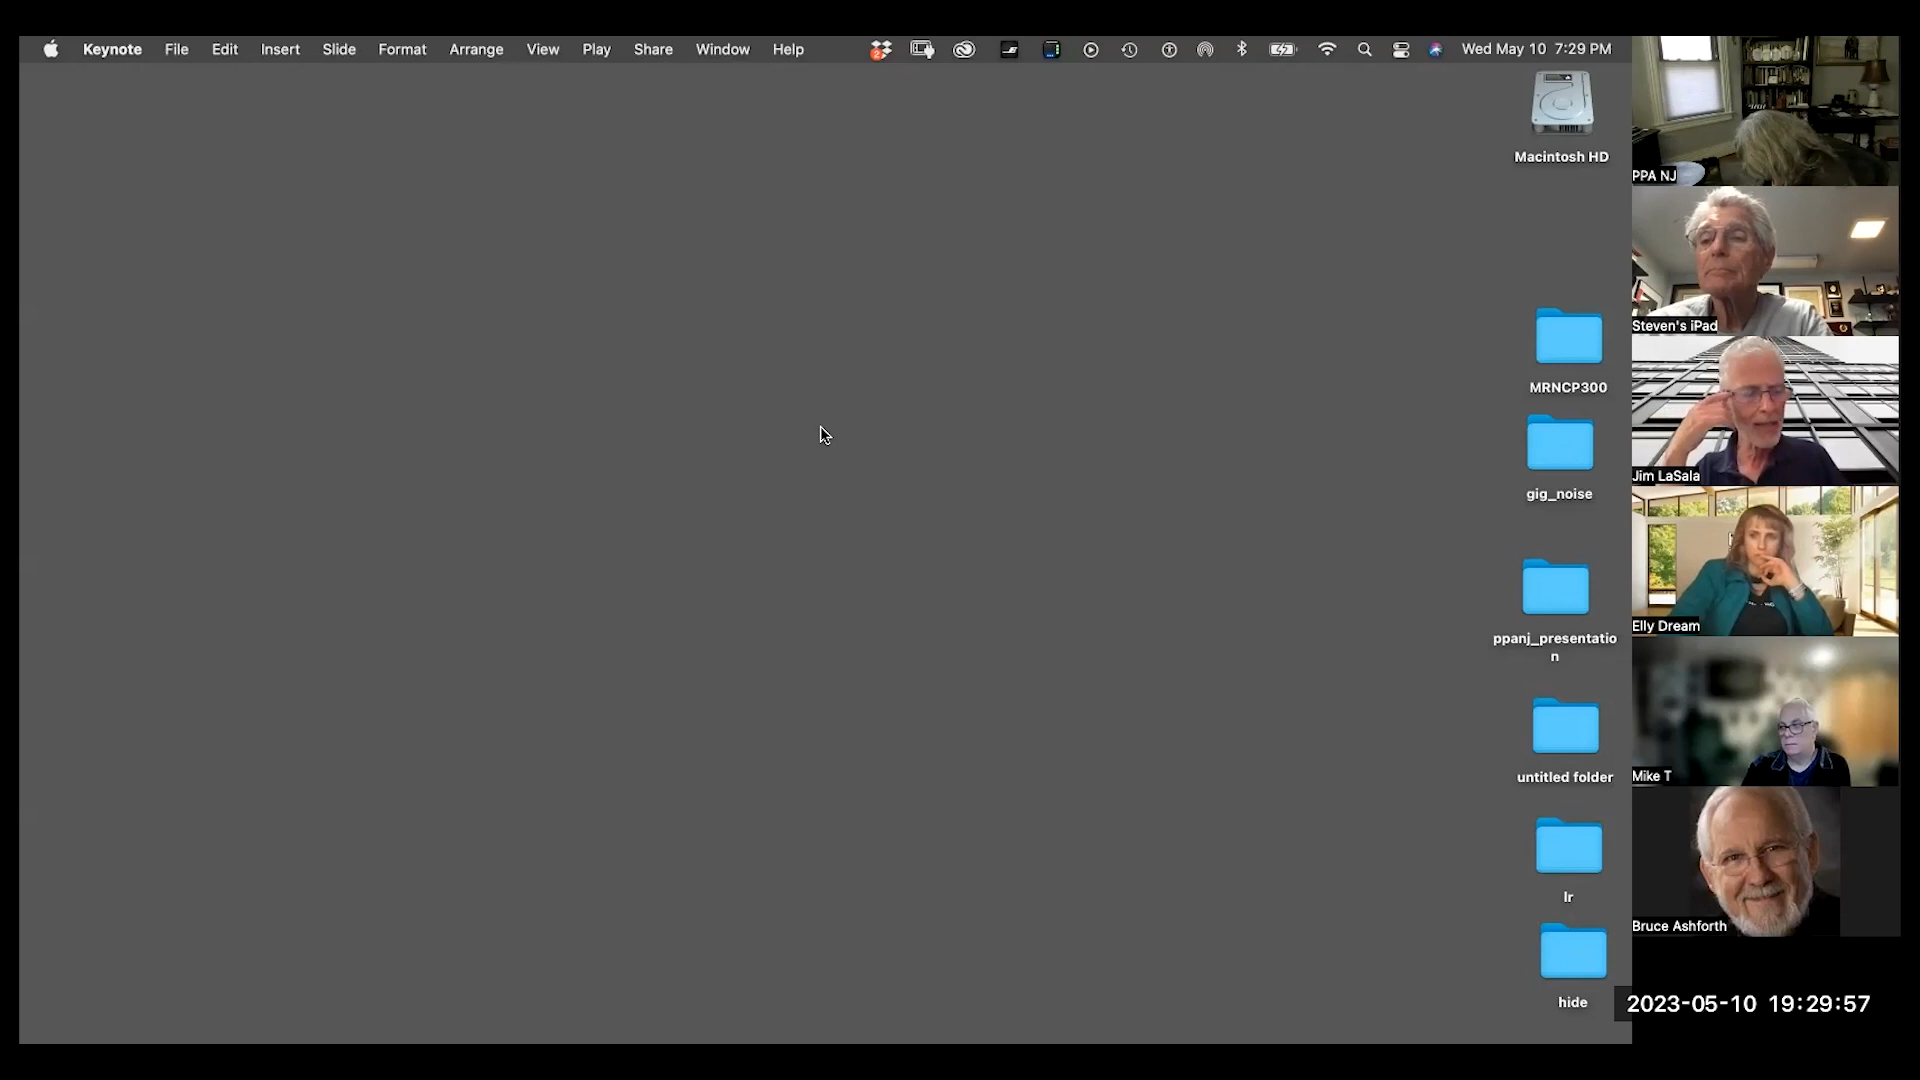 Keynote File Edit Insert Slide Format Arrange View Play Share Window Help 2 Wed May 10 7:29 PM
Macintosh HD
MRNCP300
gig_noise
ppanj_presentatio
n
untitled folder
lr
hide
PPA NJ
Steven's iPad
Jim LaSala
Elly Dream
Mike T
Bruce Ashforth
2023-05-10 19:29:57